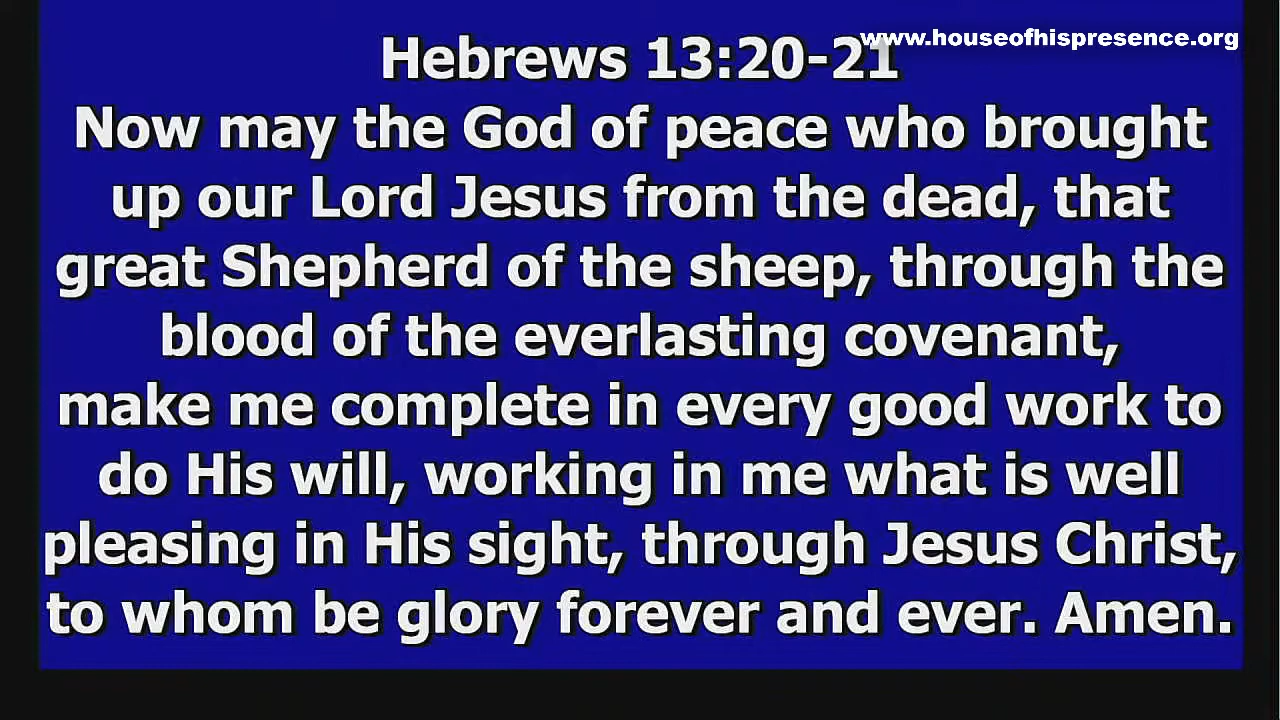 www.houseofhispresence.org
Hebrews 13:20-21
Now may the God of peace who brought
up our Lord Jesus from the dead, that
great Shepherd of the sheep, through the
blood of the everlasting covenant,
make me complete in every good work to
do His will, working in me what is well
pleasing in His sight, through Jesus Christ,
to whom be glory forever and ever. Amen.